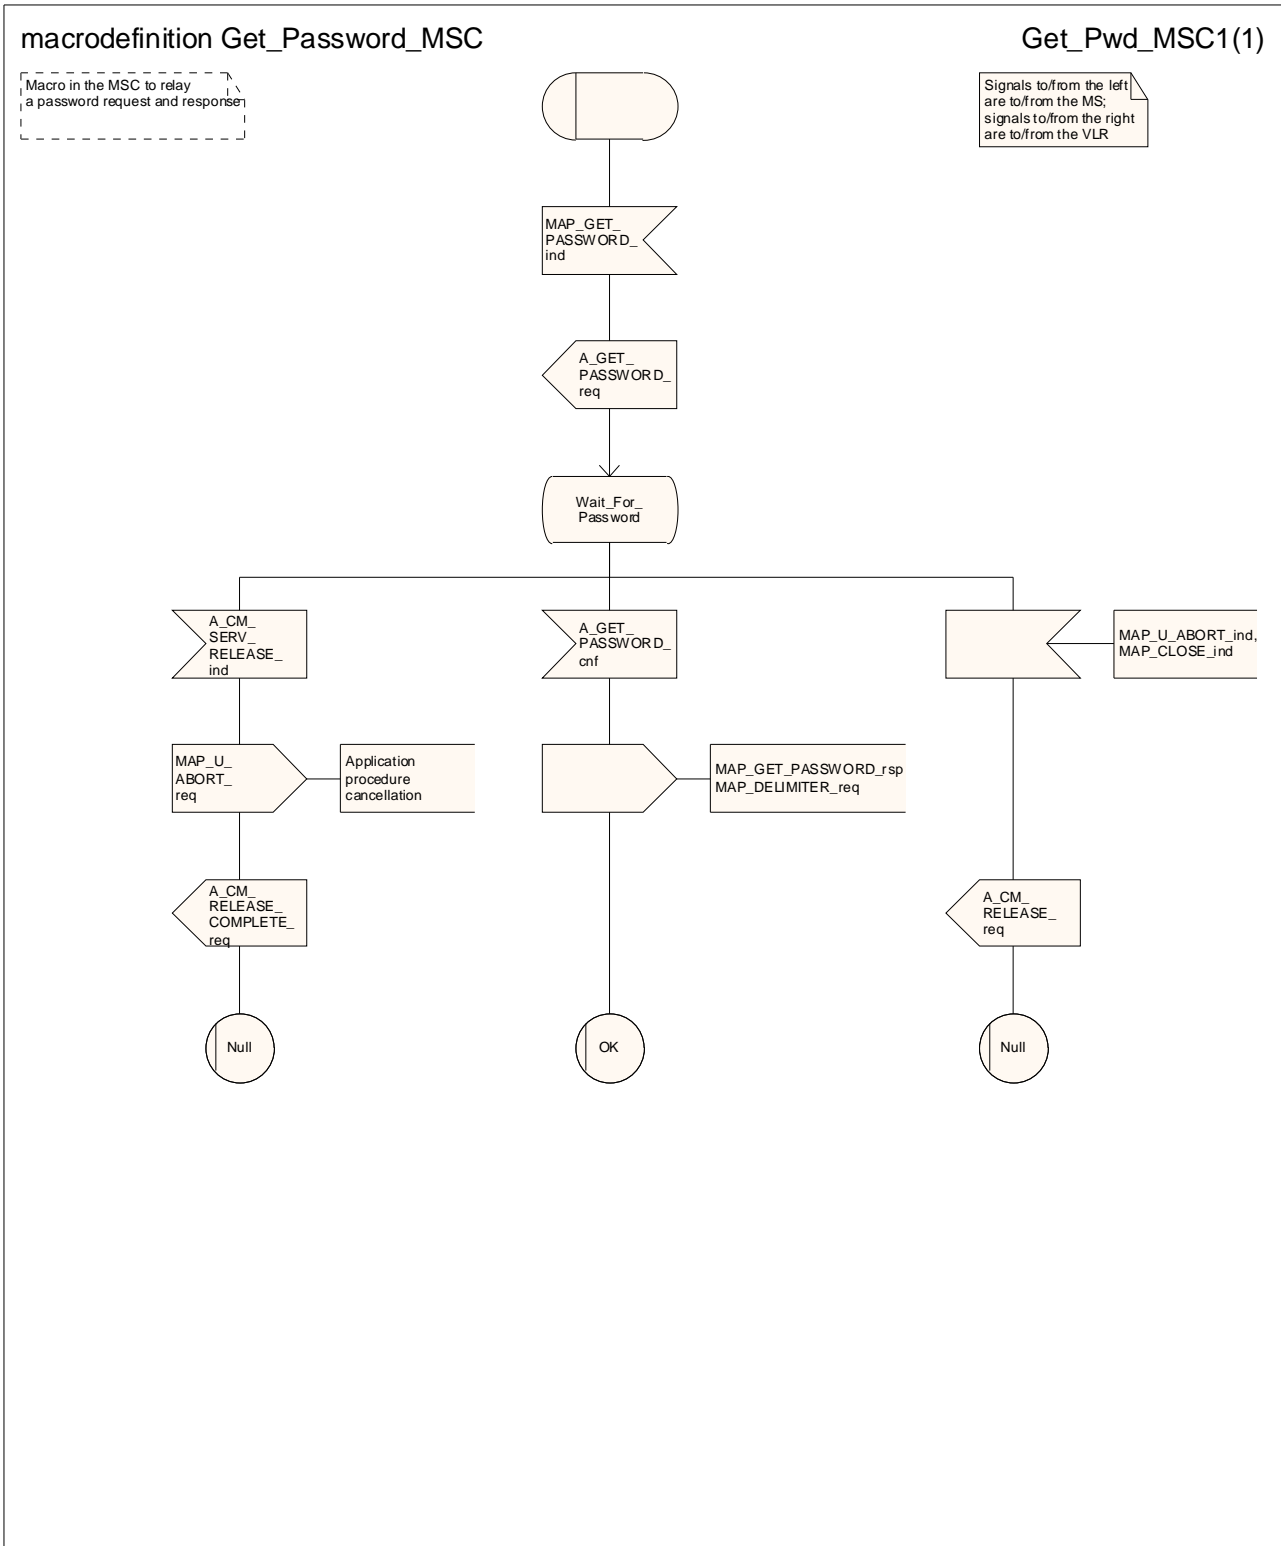 macrodefinition Get_Password_MSC
Get_Pwd_MSC1(1)
Macro in the MSC to relay
a password request and response
Signals to/from the left
are to/from the MS;
signals to/from the right
are to/from the VLR
MAP_GET_
PASSWORD_
ind
A_GET_
PASSWORD_
req
Wait_For_
Password
A_CM_
SERV_
RELEASE_
ind
A_GET_
PASSWORD_
cnf
MAP_U_ABORT_ind,
MAP_CLOSE_ind
MAP_U_
ABORT_
req
Application
procedure
cancellation
MAP_GET_PASSWORD_rsp
MAP_DELIMITER_req
A_CM_
RELEASE_
COMPLETE_
req
A_CM_
RELEASE_
req
Null
OK
Null